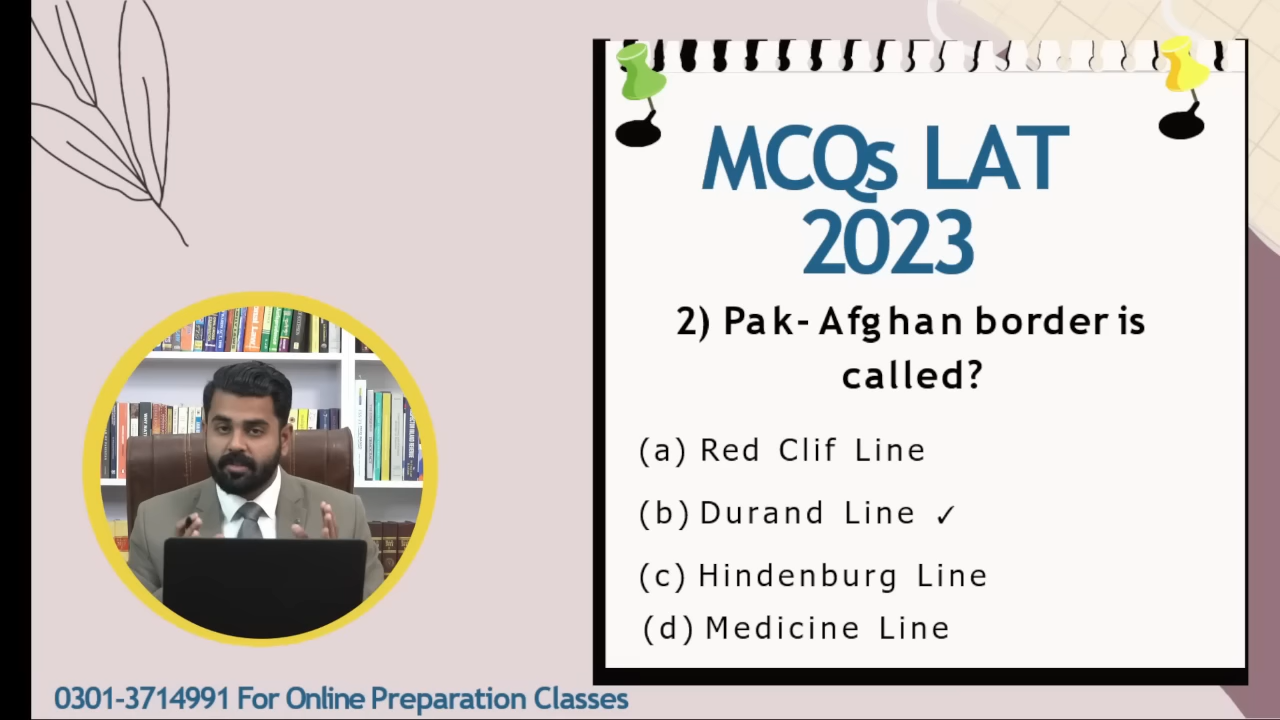 MCQs LAT
2023
2) Pak- Afghan border is
called?
(a) Red Clif Line
(b) Durand Line ✓
(c) Hindenburg Line
(d) Medicine Line
0301-3714991 For Online Preparation Classes